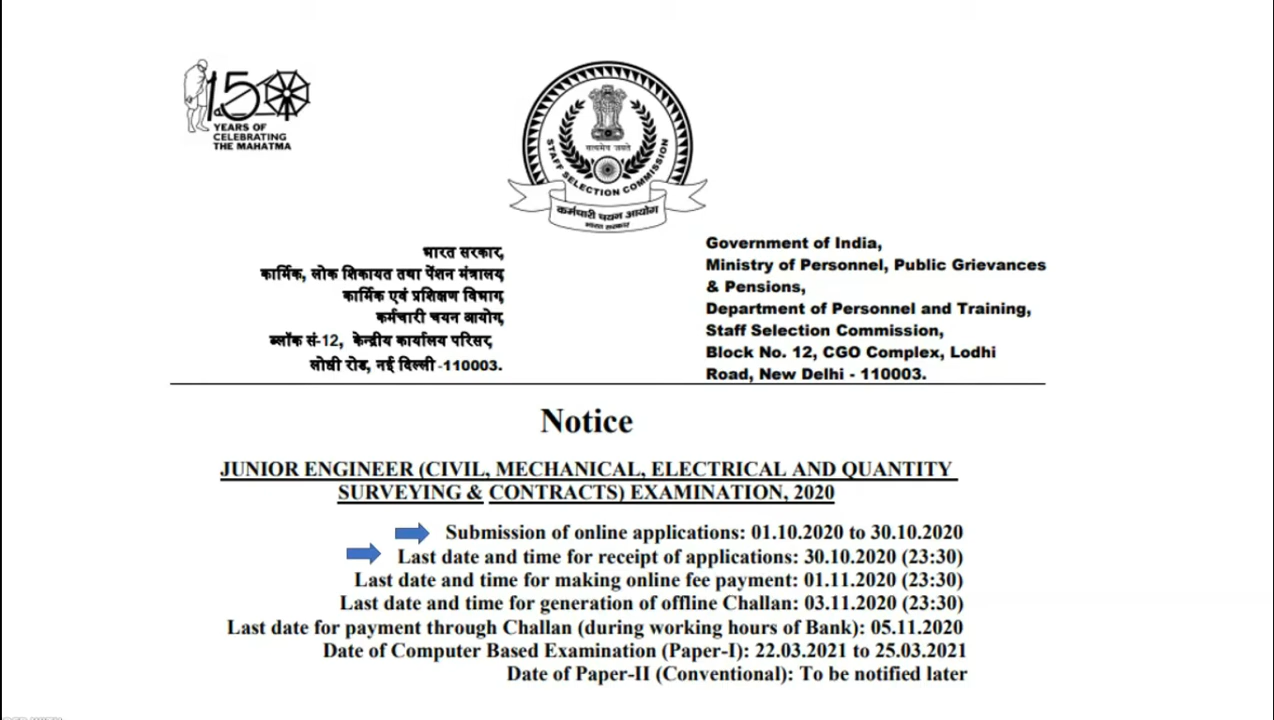 150
YEARS OF
CELEBRATING
THE MAHATMA
सत्यमेव जयते
STAFF SELECTION COMMISSION
कर्मचारी चयन आयोग
भारत सरकार
भारत सरकार,
कार्मिक, लोक शिकायत तथा पेंशन मंत्रालय,
कार्मिक एवं प्रशिक्षण विभाग,
कर्मचारी चयन आयोग,
ब्लॉक सं-12, केन्द्रीय कार्यालय परिसर,
लोधी रोड, नई दिल्ली -110003.
Government of India,
Ministry of Personnel, Public Grievances
& Pensions,
Department of Personnel and Training,
Staff Selection Commission,
Block No. 12, CGO Complex, Lodhi
Road, New Delhi - 110003.
Notice
JUNIOR ENGINEER (CIVIL, MECHANICAL, ELECTRICAL AND QUANTITY
SURVEYING & CONTRACTS) EXAMINATION, 2020
Submission of online applications: 01.10.2020 to 30.10.2020
Last date and time for receipt of applications: 30.10.2020 (23:30)
Last date and time for making online fee payment: 01.11.2020 (23:30)
Last date and time for generation of offline Challan: 03.11.2020 (23:30)
Last date for payment through Challan (during working hours of Bank): 05.11.2020
Date of Computer Based Examination (Paper-I): 22.03.2021 to 25.03.2021
Date of Paper-II (Conventional): To be notified later